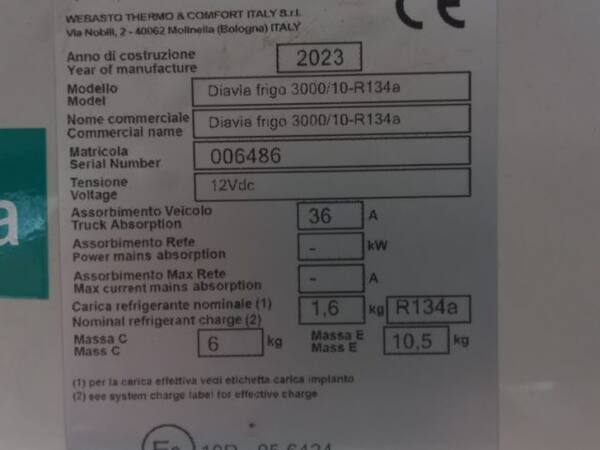 WEBASTO THERMO & COMFORT ITALY S.r.l.
Via Nobili, 2 - 40062 Molinella (Bologna) ITALY
CE
Anno di costruzione
Year of manufacture
2023
Modello
Model
Diavia frigo 3000/10-R134a
Nome commerciale
Commercial name
Diavia frigo 3000/10-R134a
Matricola
Serial Number
006486
Tensione
Voltage
12Vdc
Assorbimento Veicolo
Truck Absorption
36 A
Assorbimento Rete
Power mains absorption
- kW
Assorbimento Max Rete
Max current mains absorption
- A
Carica refrigerante nominale (1)
Nominal refrigerant charge (2)
1,6 kg R134a
Massa C
Mass C
6 kg
Massa E
Mass E
10,5 kg
(1) per la carica effettiva vedi etichetta carica impianto
(2) see system charge label for effective charge
a